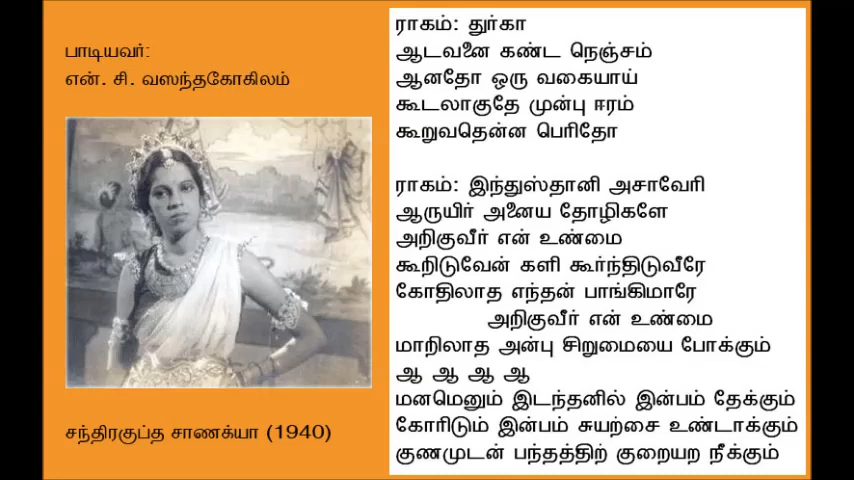 பாடியவர்:
என். சி. வஸந்தகோகிலம்
சந்திரகுப்த சாணக்யா (1940)
ராகம்: துர்கா
ஆடவனை கண்ட நெஞ்சம்
ஆனதோ ஒரு வகையாய்
கூடலாகுதே முன்பு ஈரம்
கூறுவதென்ன பெரிதோ
ராகம்: இந்துஸ்தானி அசாவேரி
ஆருயிர் அனைய தோழிகளே
அறிகுவீர் என் உண்மை
கூறிடுவேன் களி கூர்ந்திடுவீரே
கோதிலாத எந்தன் பாங்கிமாரே
அறிகுவீர் என் உண்மை
மாறிலாத அன்பு சிறுமையை போக்கும்
ஆ ஆ ஆ ஆ
மனமெனும் இடந்தனில் இன்பம் தேக்கும்
கோரிடும் இன்பம் சுயற்சை உண்டாக்கும்
குணமுடன் பந்தத்திற் குறையற நீக்கும்